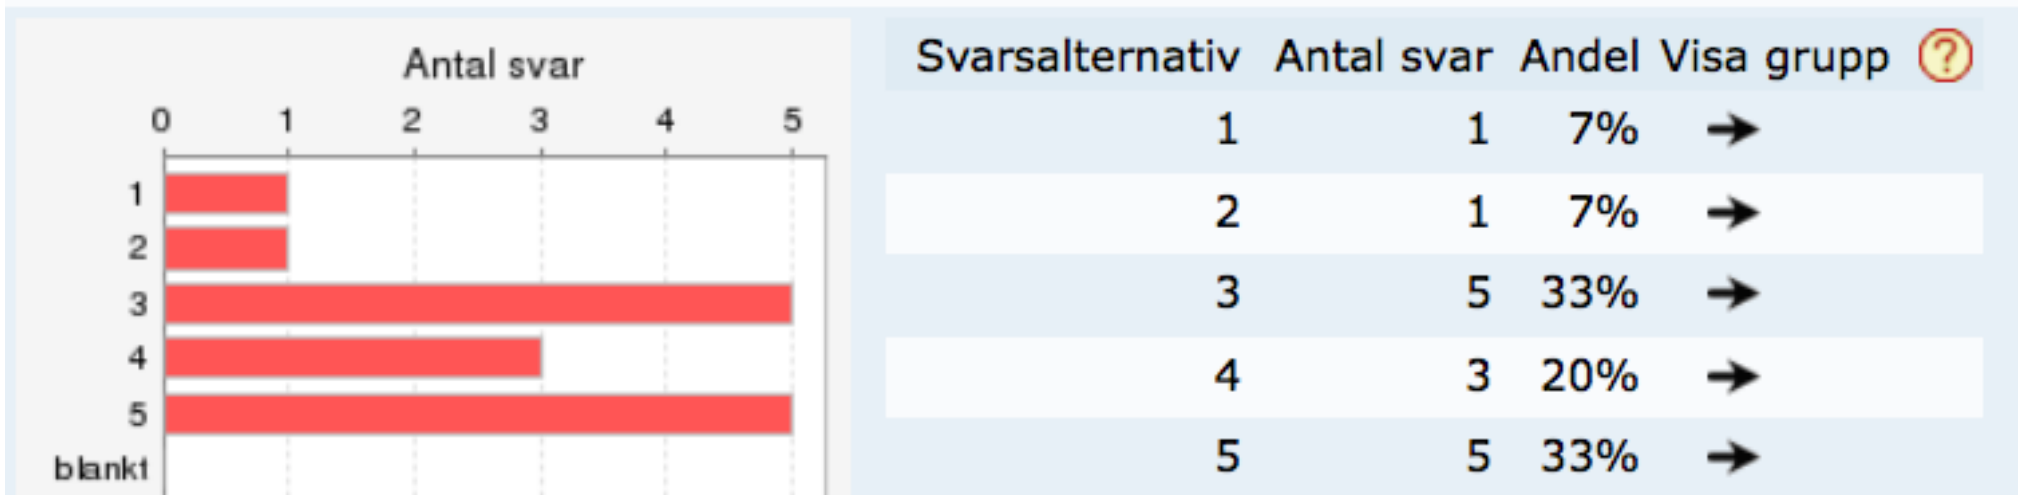 Antal svar
0 1 2 3 4 5
1
2
3
4
5
blankt
Svarsalternativ Antal svar Andel Visa grupp ?
1 1 7%
2 1 7%
3 5 33%
4 3 20%
5 5 33%